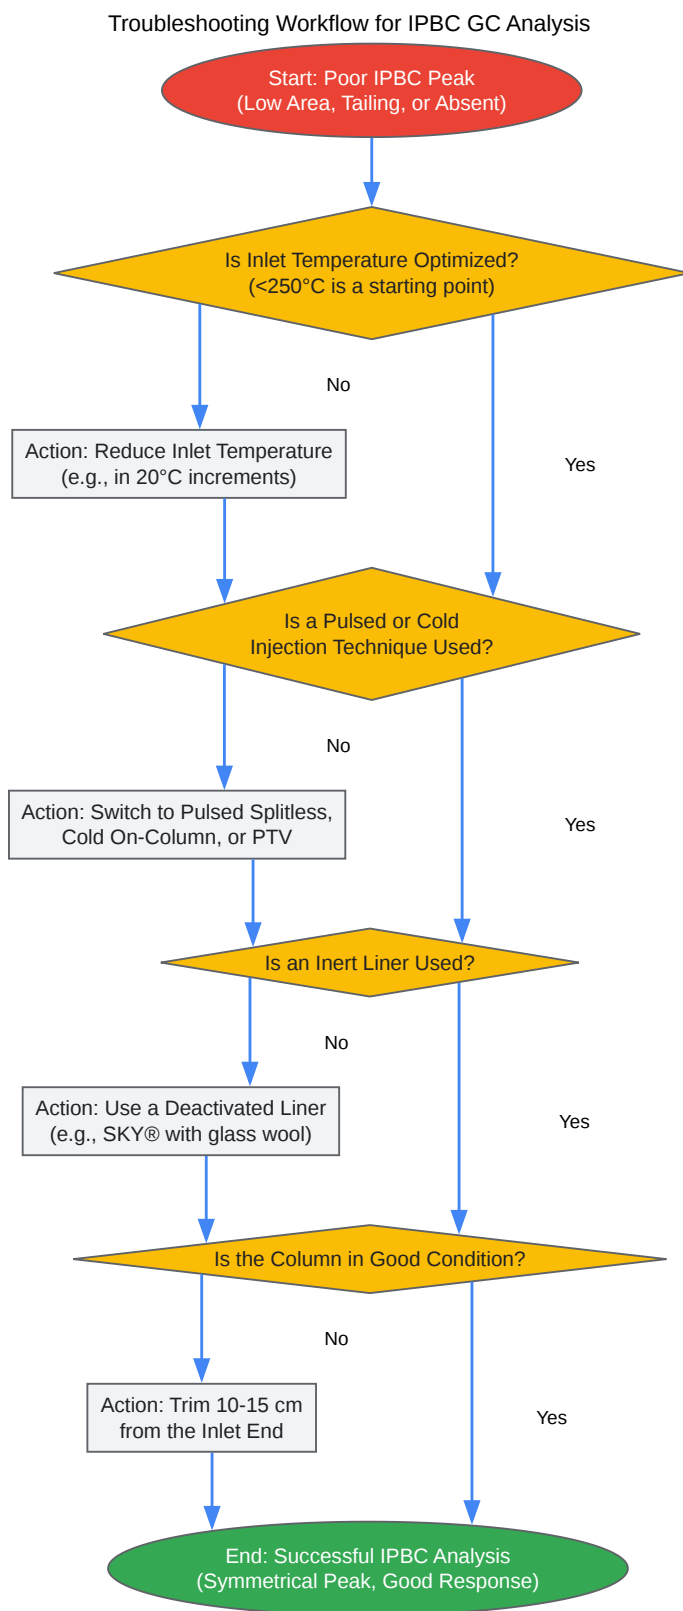 Troubleshooting Workflow for IPBC GC Analysis
Start: Poor IPBC Peak
(Low Area, Tailing, or Absent)
Is Inlet Temperature Optimized?
(<250°C is a starting point)
No
Action: Reduce Inlet Temperature
(e.g., in 20°C increments)
Yes
Is a Pulsed or Cold
Injection Technique Used?
No
Action: Switch to Pulsed Splitless,
Cold On-Column, or PTV
Yes
Is an Inert Liner Used?
No
Action: Use a Deactivated Liner
(e.g., SKY® with glass wool)
Yes
Is the Column in Good Condition?
No
Action: Trim 10-15 cm
from the Inlet End
Yes
End: Successful IPBC Analysis
(Symmetrical Peak, Good Response)